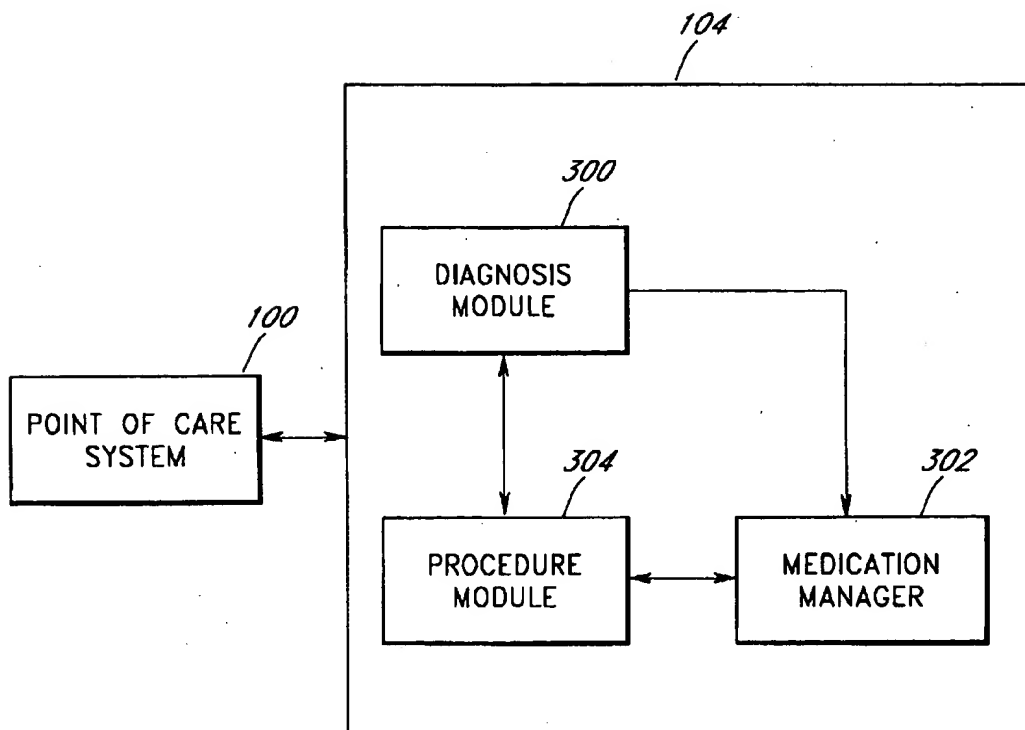 104
300
DIAGNOSIS
MODULE
100
POINT OF CARE
SYSTEM
304
PROCEDURE
MODULE
302
MEDICATION
MANAGER